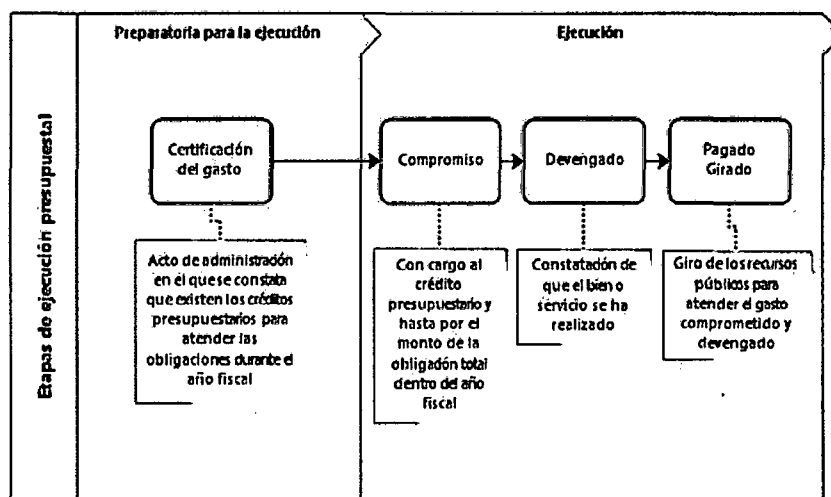 Preparatoria para la ejecución
Ejecución
Etapas de ejecución presupuestal
Certificación
del gasto
Compromiso
Devengado
Pagado
Girado
Acto de administración
en el que se constata
que existen los créditos
presupuestarios para
atender las
obligaciones durante el
año fiscal
Con cargo al
crédito
presupuestario y
hasta por el
monto de la
obligación total
dentro del año
fiscal
Constatación de
que el bien o
servicio se ha
realizado
Giro de los recursos
públicos para
atender el gasto
comprometido y
devengado